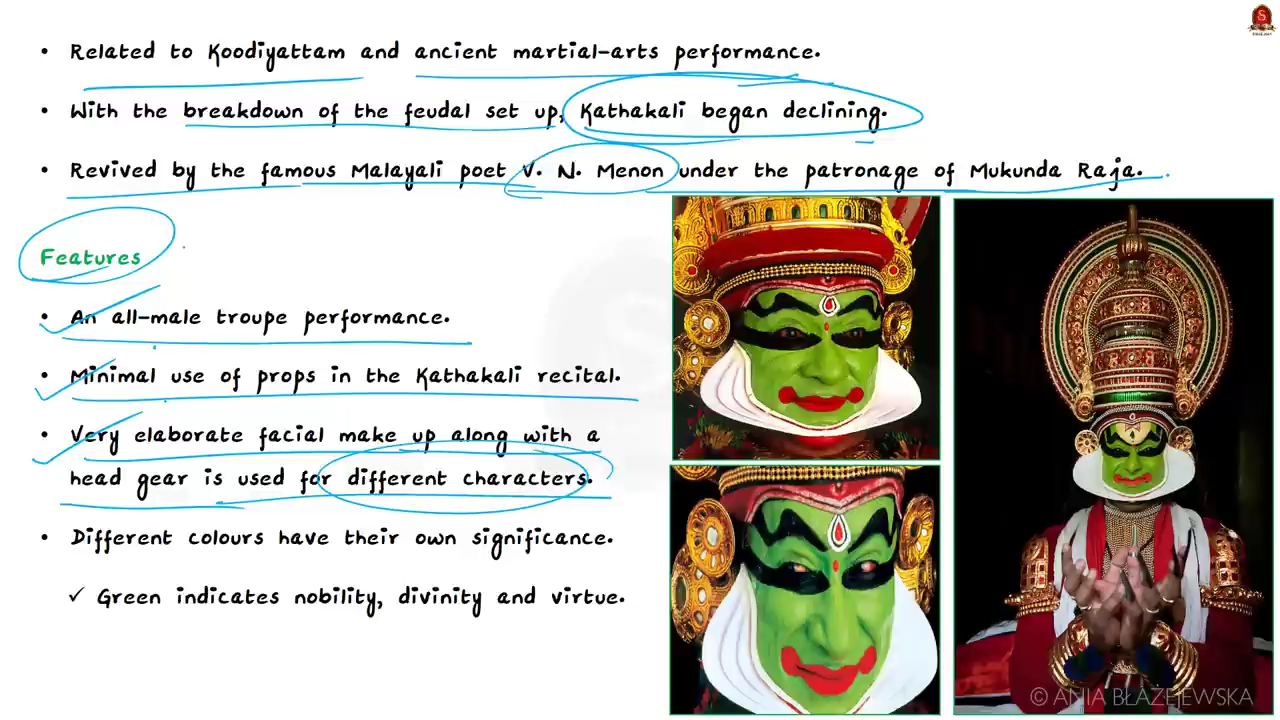 • Related to Koodiyattam and ancient martial-arts performance.
• With the breakdown of the feudal set up, Kathakali began declining.
• Revived by the famous Malayali poet V. N. Menon under the patronage of Mukunda Raja.
Features
• An all-male troupe performance.
• Minimal use of props in the Kathakali recital.
• Very elaborate facial make up along with a
head gear is used for different characters.
• Different colours have their own significance.
✓ Green indicates nobility, divinity and virtue.
© ANIA BŁAŻEJEWSKA